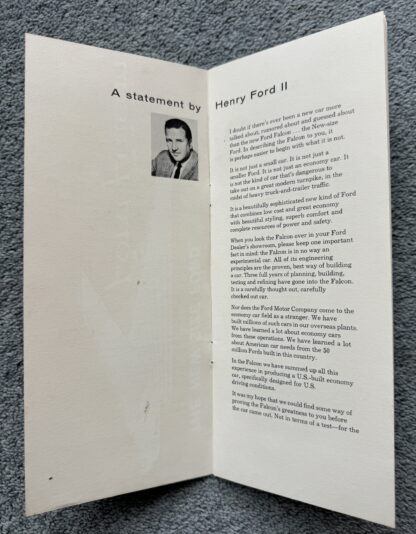 A statement by Henry Ford II
I doubt if there's ever been a new car more
talked about, rumored about and guessed about
than the new Ford Falcon . . . the New-size
Ford. In describing the Falcon to you, it
is perhaps easier to begin with what it is not.
It is not just a small car. It is not just a
smaller Ford. It is not just an economy car. It
is not the kind of car that's dangerous to
take out on a great modern turnpike, in the
midst of heavy truck-and-trailer traffic.
It is a beautifully sophisticated new kind of Ford
that combines low cost and great economy
with beautiful styling, superb comfort and
complete resources of power and safety.
When you look the Falcon over in your Ford
Dealer's showroom, please keep one important
fact in mind: the Falcon is in no way an
experimental car. All of its engineering
principles are the proven, best way of building
a car. Three full years of planning, building,
testing and refining have gone into the Falcon.
It is a carefully thought out, carefully
checked out car.
Nor does the Ford Motor Company come to the
economy car field as a stranger. We have
built millions of such cars in our overseas plants.
We have learned a lot about economy cars
from these operations. We have learned a lot
about American car needs from the 50
million Fords built in this country.
In the Falcon we have summed up all this
experience in producing a U.S.-built economy
car, specifically designed for U.S.
driving conditions.
It was my hope that we could find some way of
proving the Falcon's greatness to you before
the car came out. Not in terms of a test—for the